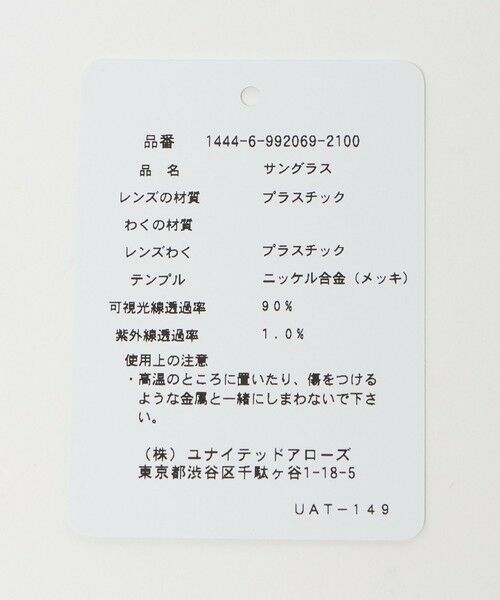 品番 1444-6-992069-2100
品 名 サングラス
レンズの材質 プラスチック
わくの材質
レンズわく プラスチック
テンプル ニッケル合金（メッキ）
可視光線透過率 90%
紫外線透過率 1.0%
使用上の注意
・高温のところに置いたり、傷をつける
ような金属と一緒にしまわないで下さ
い。
（株）ユナイテッドアローズ
東京都渋谷区千駄ヶ谷1-18-5
UAT-149